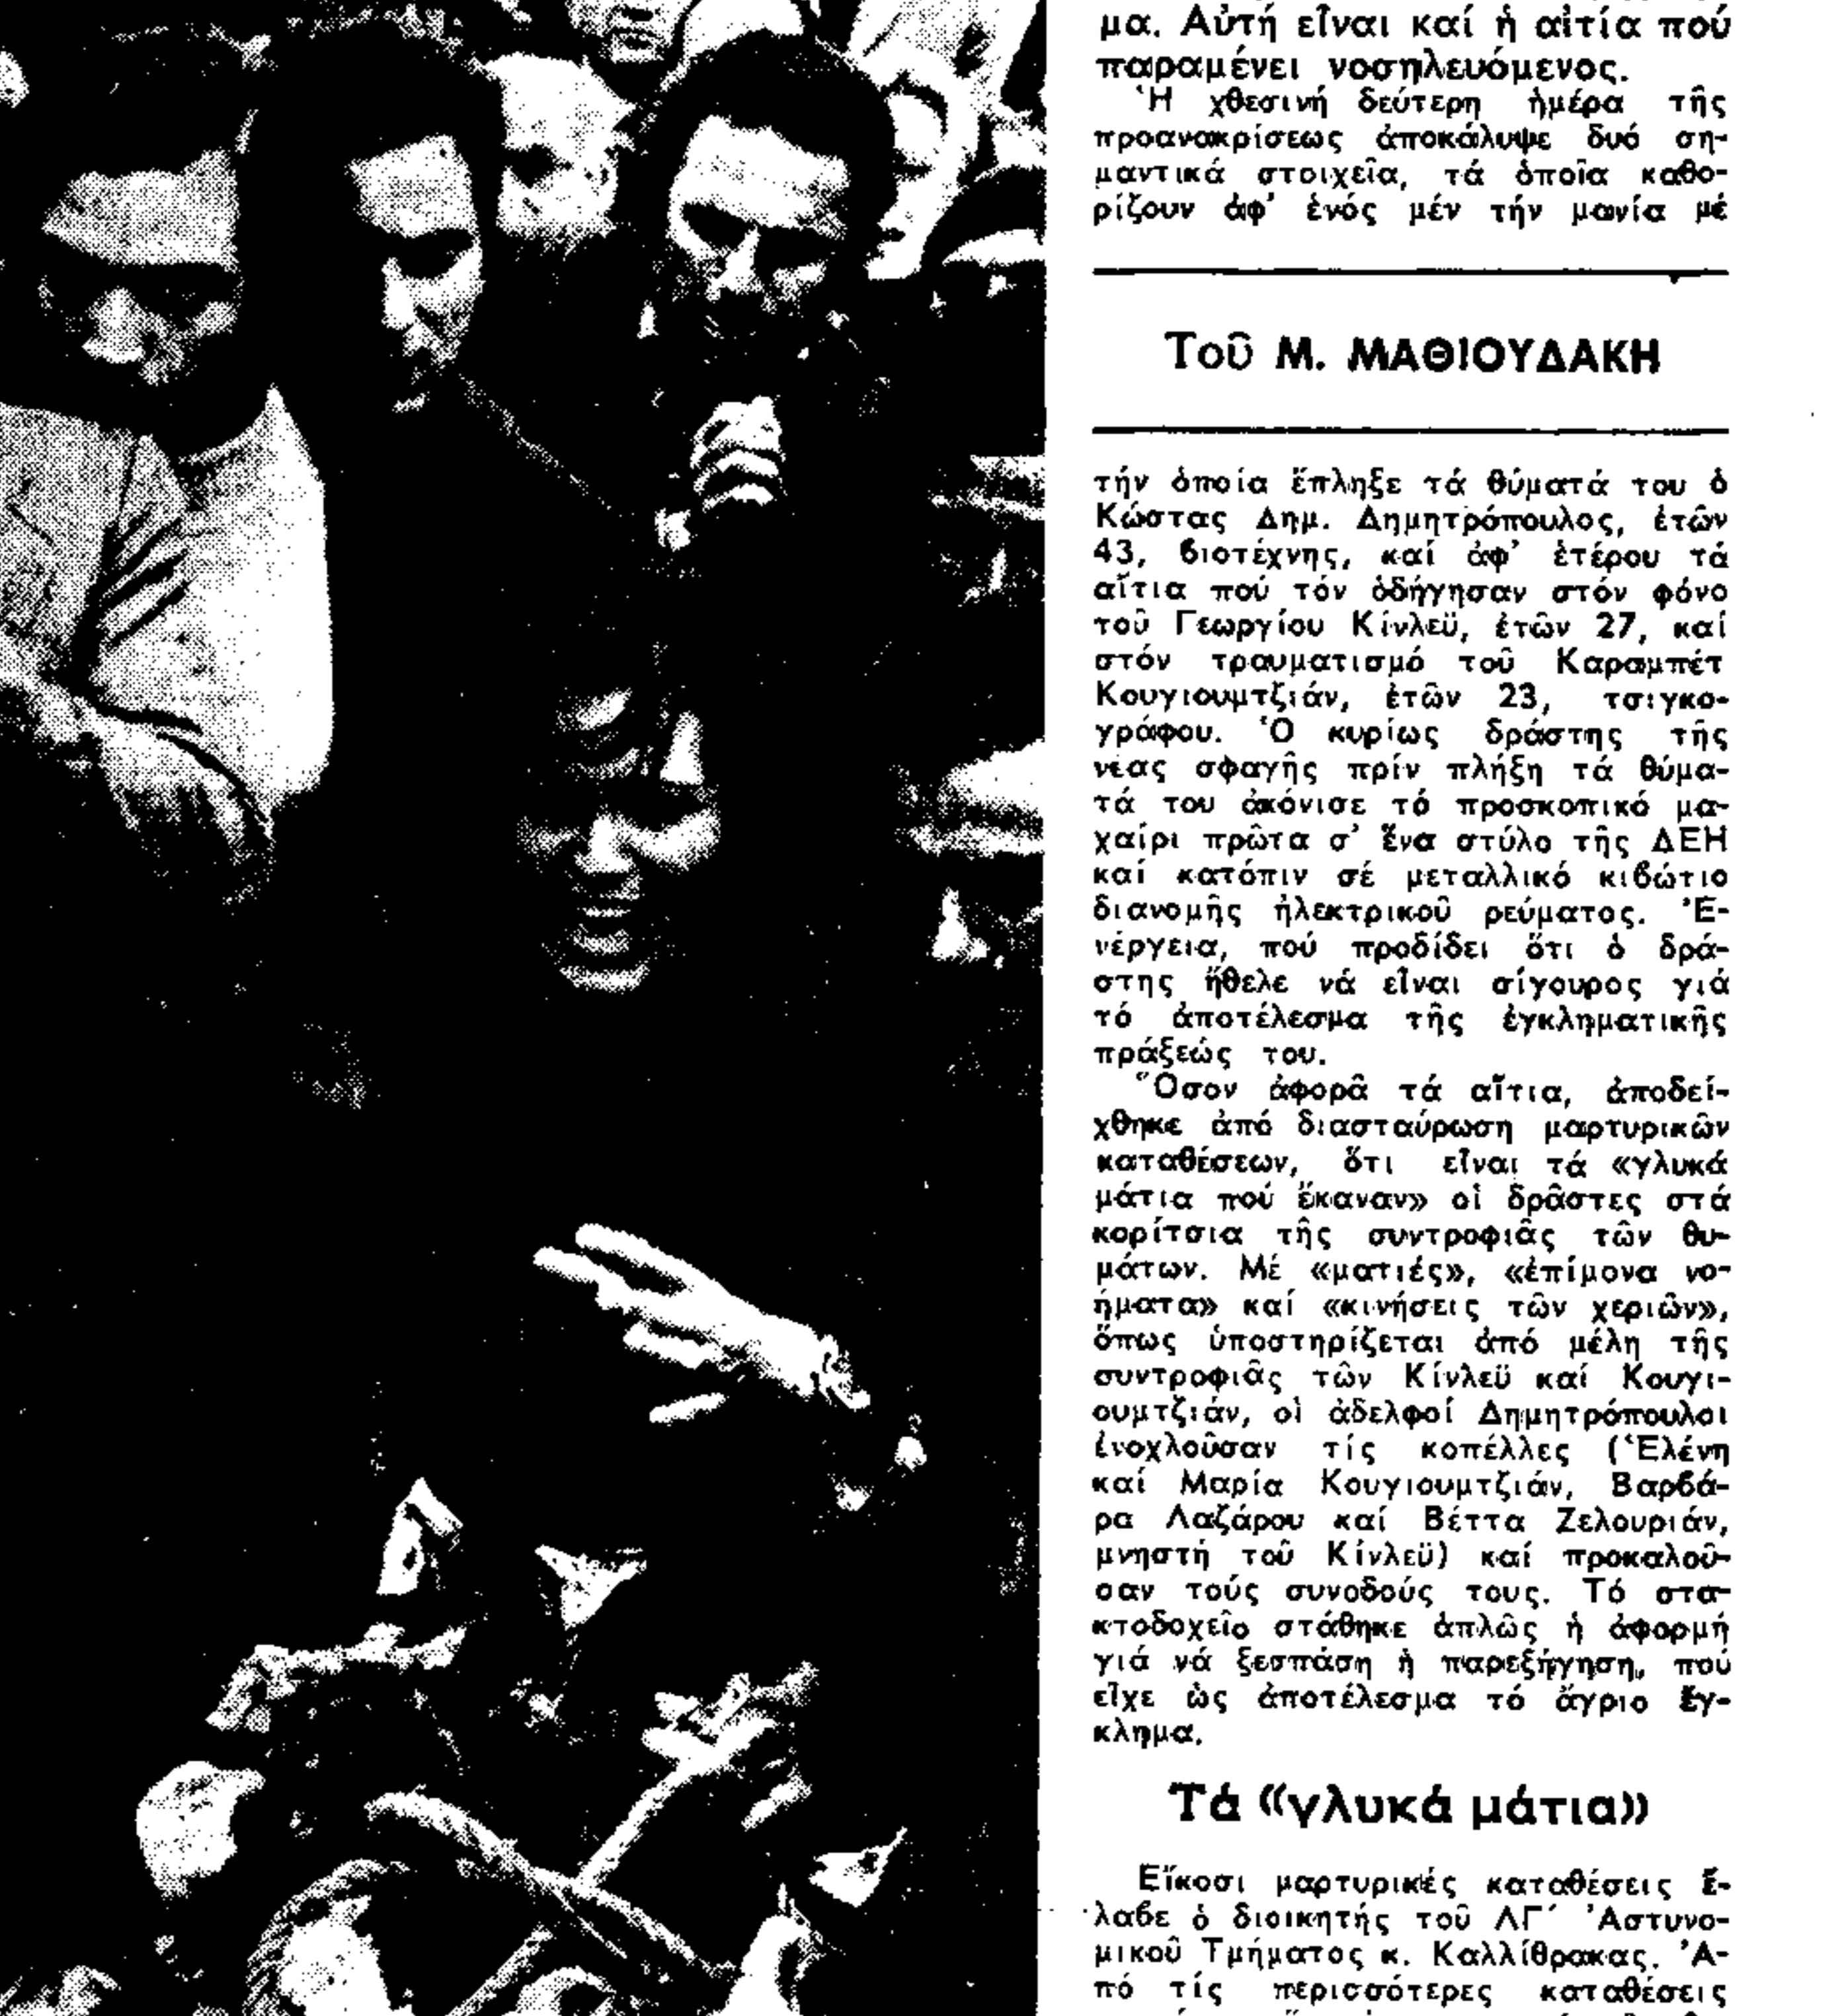 μα. Αὐτή εἶναι καί ἡ αἰτία πού
παραμένει νοσηλευόμενος.
Ἡ χθεσινή δεύτερη ἡμέρα τῆς
προανακρίσεως ἀποκάλυψε δυό ση-
μαντικά στοιχεῖα, τά ὁποῖα καθο-
ρίζουν ἀφ' ἑνός μέν τήν μανία μέ
Τοῦ Μ. ΜΑΘΙΟΥΔΑΚΗ
τήν ὁποία ἔπληξε τά θύματά του ὁ
Κώστας Δημ. Δημητρόπουλος, ἐτῶν
43, βιοτέχνης, καί ἀφ' ἑτέρου τά
αἴτια πού τόν ὁδήγησαν στόν φόνο
τοῦ Γεωργίου Κίνλεϋ, ἐτῶν 27, καί
στόν τραυματισμό τοῦ Καραμπέτ
Κουγιουμτζιάν, ἐτῶν 23, τσιγκο-
γράφου. Ὁ κυρίως δράστης τῆς
νέας σφαγῆς πρίν πλήξη τά θύμα-
τά του ἀκόνισε τό προσκοπικό μα-
χαίρι πρῶτα σ' ἕνα στύλο τῆς ΔΕΗ
καί κατόπιν σέ μεταλλικό κιβώτιο
διανομῆς ἠλεκτρικοῦ ρεύματος. Ἐ-
νέργεια, πού προδίδει ὅτι ὁ δρά-
στης ἤθελε νά εἶναι σίγουρος γιά
τό ἀποτέλεσμα τῆς ἐγκληματικῆς
πράξεώς του.
Ὅσον ἀφορᾶ τά αἴτια, ἀποδεί-
χθηκε ἀπό διασταύρωση μαρτυρικῶν
καταθέσεων, ὅτι εἶναι τά «γλυκά
μάτια πού ἔκαναν» οἱ δρᾶστες στά
κορίτσια τῆς συντροφιᾶς τῶν θυ-
μάτων. Μέ «ματιές», «ἐπίμονα νο-
ήματα» καί «κινήσεις τῶν χεριῶν»,
ὅπως ὑποστηρίζεται ἀπό μέλη τῆς
συντροφιᾶς τῶν Κίνλεϋ καί Κουγι-
ουμτζιάν, οἱ ἀδελφοί Δημητρόπουλοι
ἐνοχλοῦσαν τίς κοπέλλες (Ἑλένη
καί Μαρία Κουγιουμτζιάν, Βαρβά-
ρα Λαζάρου καί Βέττα Ζελουριάν,
μνηστή τοῦ Κίνλεϋ) καί προκαλοῦ-
σαν τούς συνοδούς τους. Τό στα-
κτοδοχεῖο στάθηκε ἁπλῶς ἡ ἀφορμή
γιά νά ξεσπάση ἡ παρεξήγηση, πού
εἶχε ὡς ἀποτέλεσμα τό ἄγριο ἔγ-
κλημα.
Τά «γλυκά μάτια»
Εἴκοσι μαρτυρικές καταθέσεις ἔ-
λαβε ὁ διοικητής τοῦ ΛΓ΄ Ἀστυνο-
μικοῦ Τμήματος κ. Καλλίθρακας. Ἀ-
πό τίς περισσότερες καταθέσεις